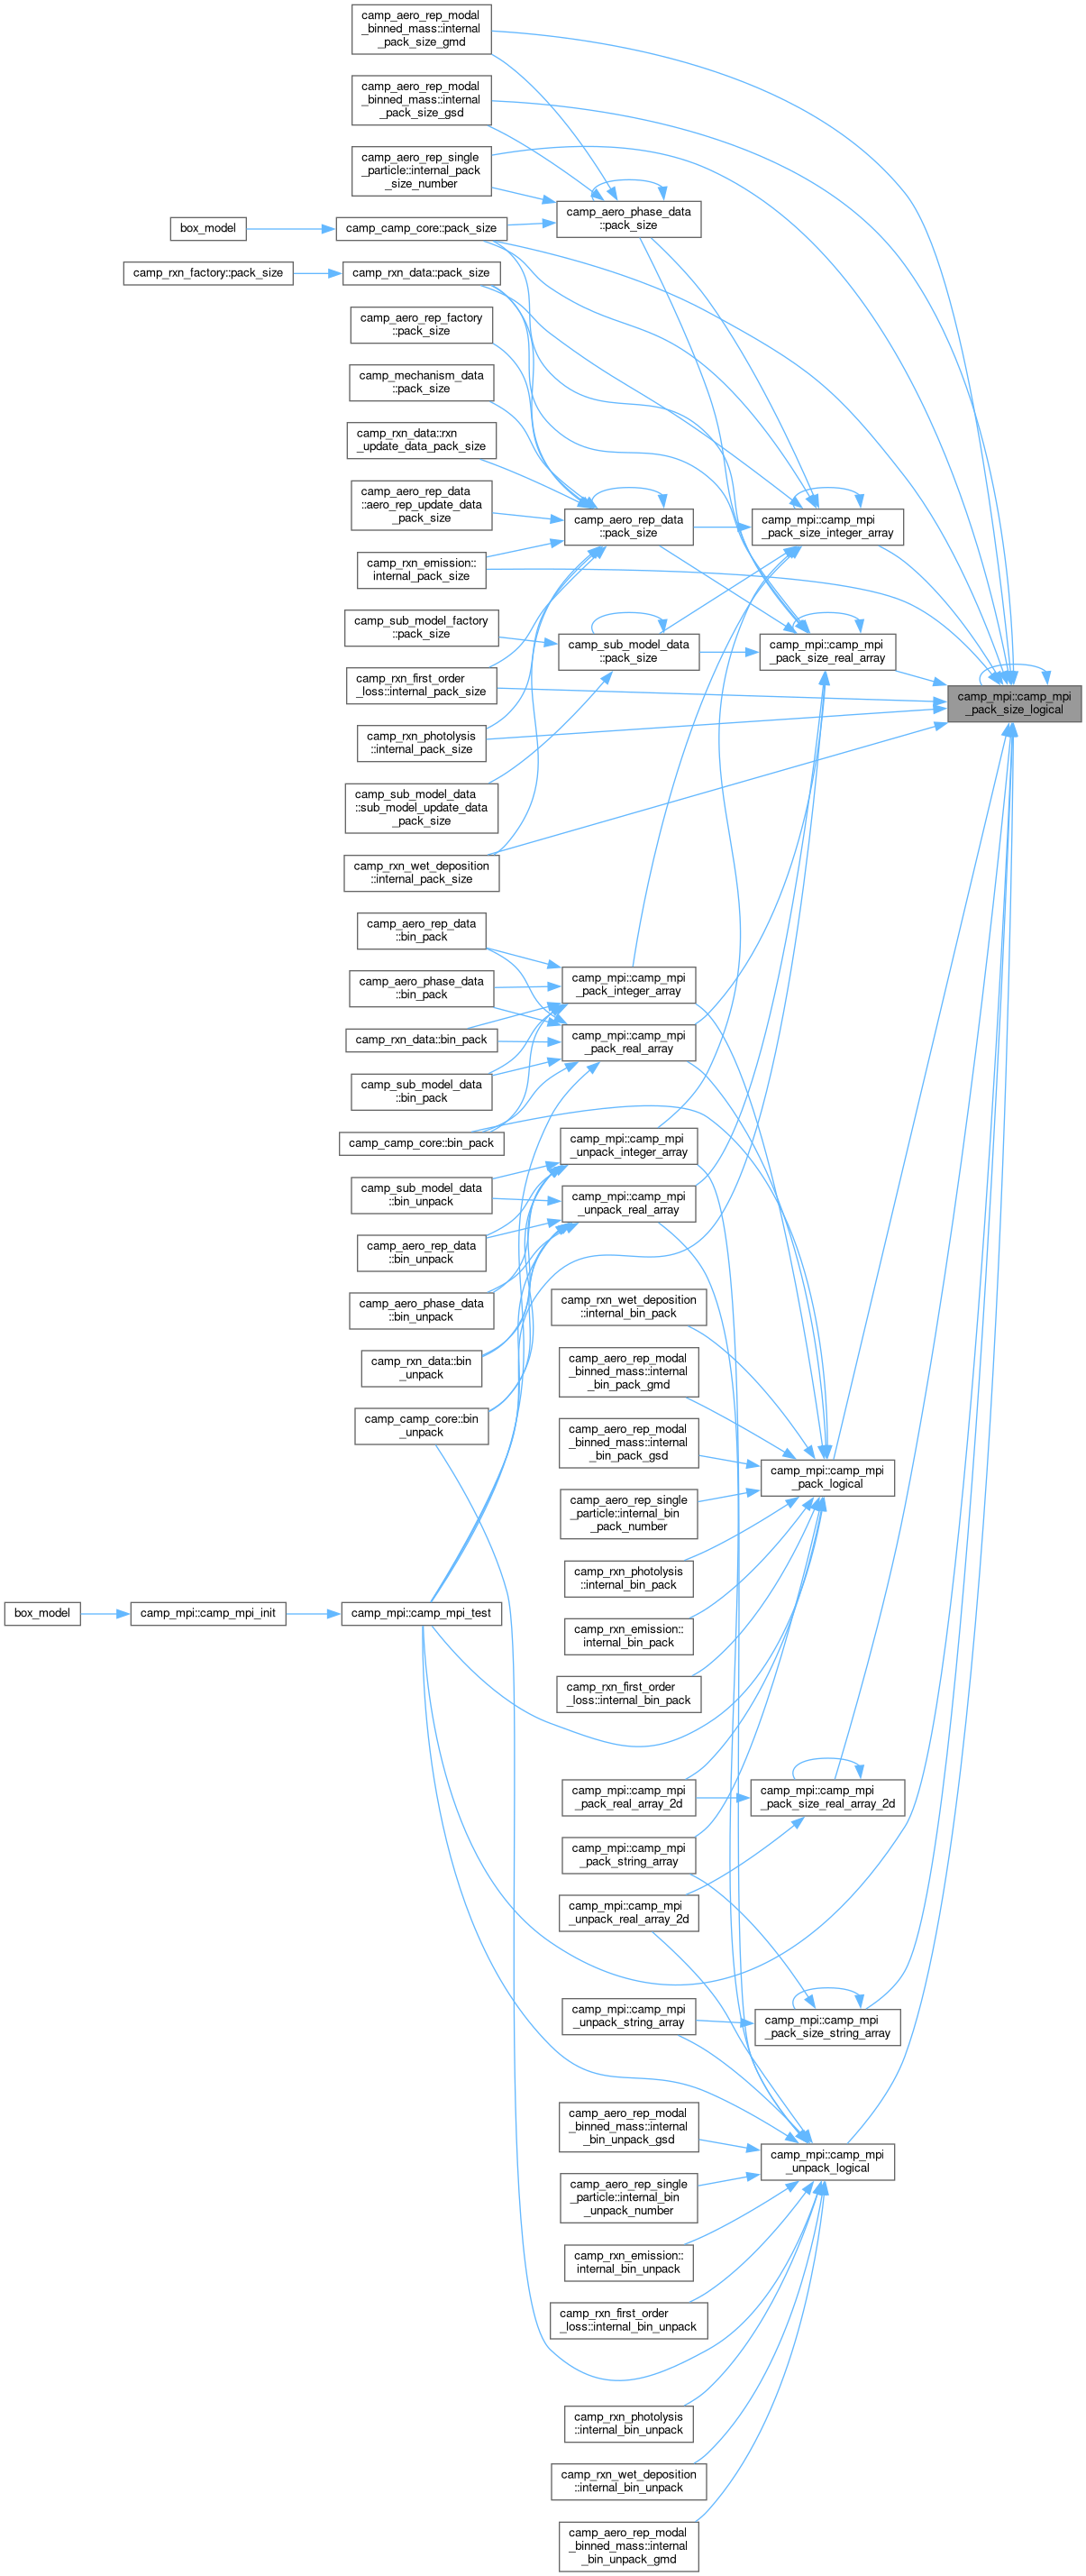 camp_aero_rep_modal
_binned_mass::internal
_pack_size_gmd
camp_aero_rep_modal
_binned_mass::internal
_pack_size_gsd
camp_aero_rep_single
_particle::internal_pack
_size_number
camp_aero_phase_data
::pack_size
box_model
camp_camp_core::pack_size
camp_rxn_factory::pack_size
camp_rxn_data::pack_size
camp_aero_rep_factory
::pack_size
camp_mechanism_data
::pack_size
camp_rxn_data::rxn
_update_data_pack_size
camp_aero_rep_data
::aero_rep_update_data
_pack_size
camp_aero_rep_data
::pack_size
camp_mpi::camp_mpi
_pack_size_integer_array
camp_rxn_emission::
internal_pack_size
camp_sub_model_factory
::pack_size
camp_sub_model_data
::pack_size
camp_mpi::camp_mpi
_pack_size_real_array
camp_rxn_first_order
_loss::internal_pack_size
camp_mpi::camp_mpi
_pack_size_logical
camp_rxn_photolysis
::internal_pack_size
camp_sub_model_data
::sub_model_update_data
_pack_size
camp_rxn_wet_deposition
::internal_pack_size
camp_aero_rep_data
::bin_pack
camp_aero_phase_data
::bin_pack
camp_mpi::camp_mpi
_pack_integer_array
camp_rxn_data::bin_pack
camp_mpi::camp_mpi
_pack_real_array
camp_sub_model_data
::bin_pack
camp_camp_core::bin_pack
camp_mpi::camp_mpi
_unpack_integer_array
camp_sub_model_data
::bin_unpack
camp_mpi::camp_mpi
_unpack_real_array
camp_aero_rep_data
::bin_unpack
camp_aero_phase_data
::bin_unpack
camp_rxn_wet_deposition
::internal_bin_pack
camp_rxn_data::bin
_unpack
camp_aero_rep_modal
_binned_mass::internal
_bin_pack_gmd
camp_camp_core::bin
_unpack
camp_aero_rep_modal
_binned_mass::internal
_bin_pack_gsd
camp_mpi::camp_mpi
_pack_logical
camp_aero_rep_single
_particle::internal_bin
_pack_number
camp_rxn_photolysis
::internal_bin_pack
box_model
camp_mpi::camp_mpi_init
camp_mpi::camp_mpi_test
camp_rxn_emission::
internal_bin_pack
camp_rxn_first_order
_loss::internal_bin_pack
camp_mpi::camp_mpi
_pack_real_array_2d
camp_mpi::camp_mpi
_pack_size_real_array_2d
camp_mpi::camp_mpi
_pack_string_array
camp_mpi::camp_mpi
_unpack_real_array_2d
camp_mpi::camp_mpi
_unpack_string_array
camp_mpi::camp_mpi
_pack_size_string_array
camp_aero_rep_modal
_binned_mass::internal
_bin_unpack_gsd
camp_mpi::camp_mpi
_unpack_logical
camp_aero_rep_single
_particle::internal_bin
_unpack_number
camp_rxn_emission::
internal_bin_unpack
camp_rxn_first_order
_loss::internal_bin_unpack
camp_rxn_photolysis
::internal_bin_unpack
camp_rxn_wet_deposition
::internal_bin_unpack
camp_aero_rep_modal
_binned_mass::internal
_bin_unpack_gmd